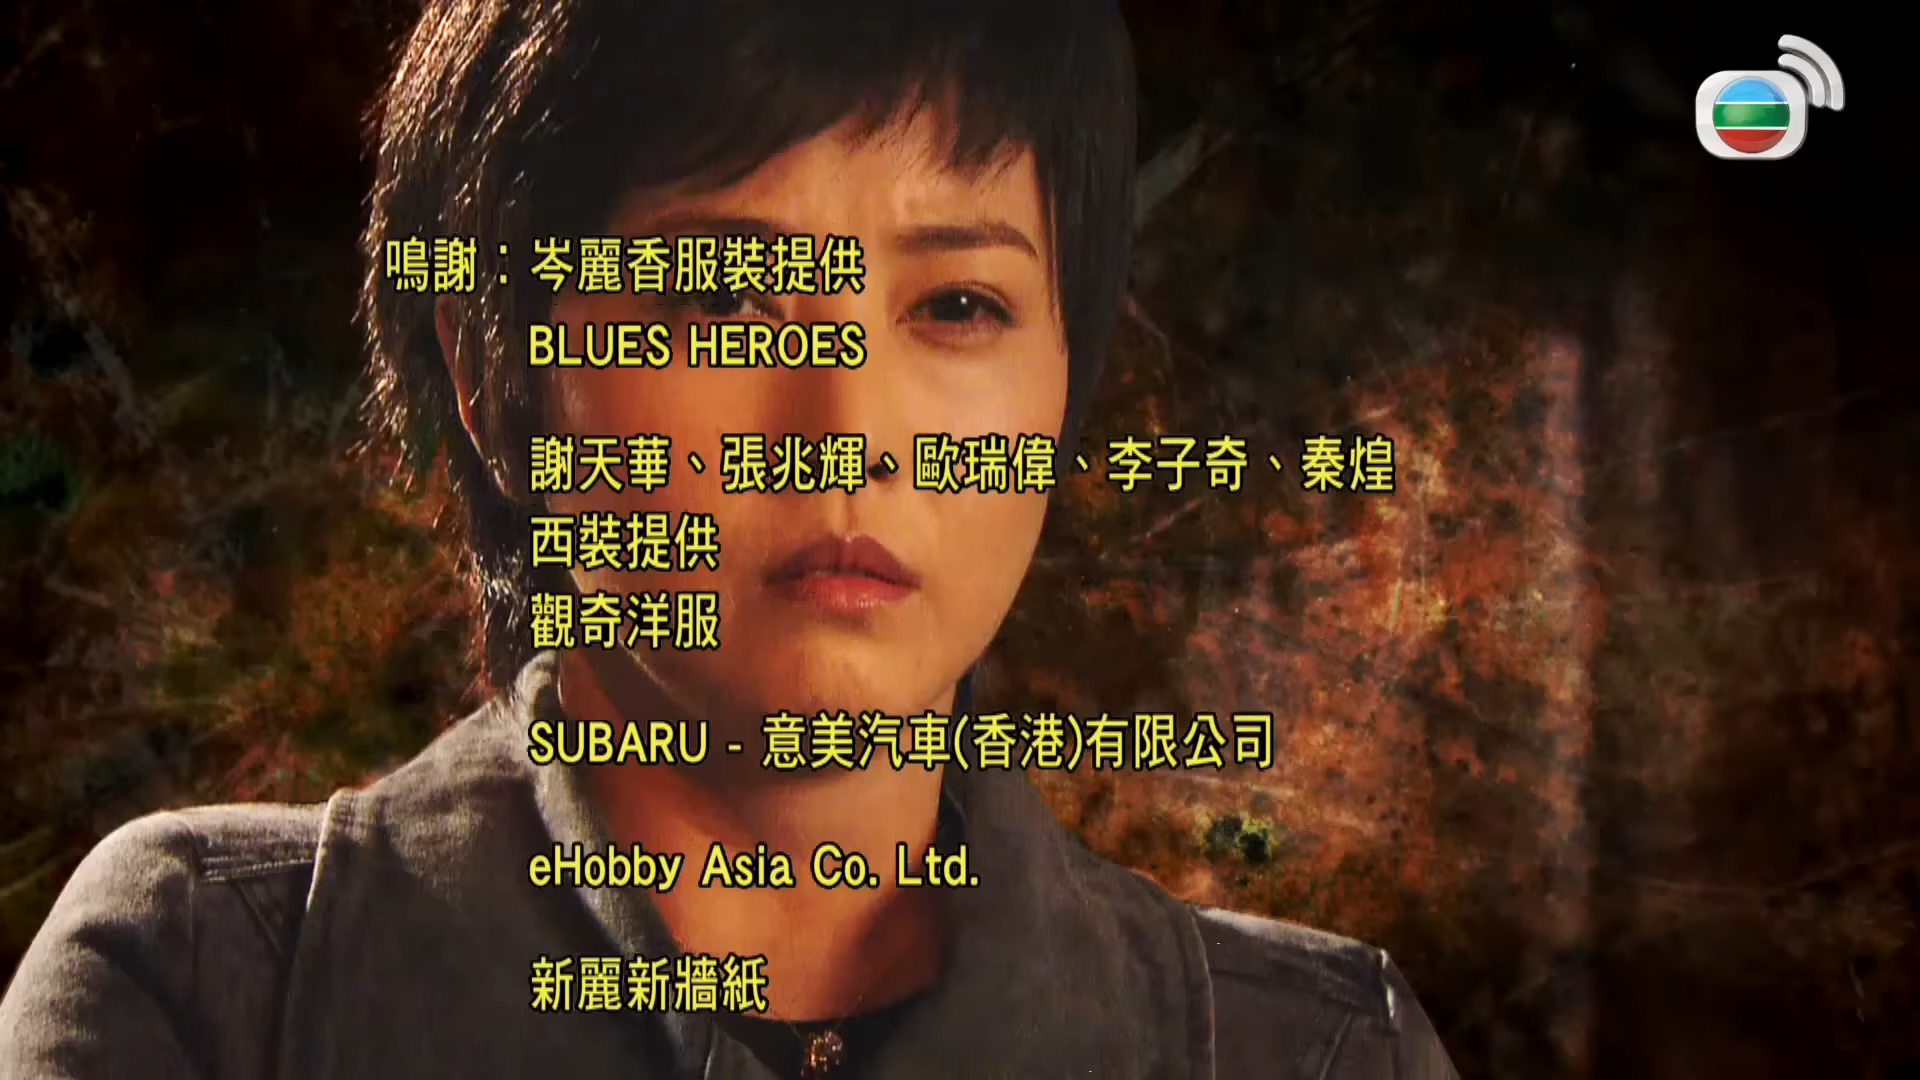 鳴謝：岑麗香服裝提供
BLUES HEROES
謝天華、張兆輝、歐瑞偉、李子奇、秦煌
西裝提供
觀奇洋服
SUBARU - 意美汽車(香港)有限公司
eHobby Asia Co. Ltd.
新麗新牆紙